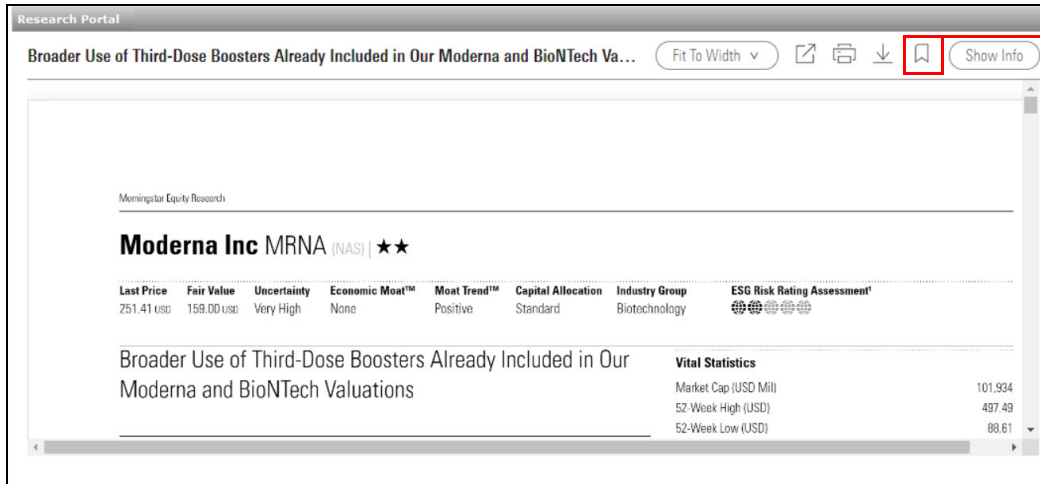 Research Portal
Broader Use of Third-Dose Boosters Already Included in Our Moderna and BioNTech Va...
Fit To Width
Show Info
Morningstar Equity Research
Moderna Inc MRNA (NAS) | ★★
Last Price Fair Value Uncertainty Economic Moat™ Moat Trend™ Capital Allocation Industry Group ESG Risk Rating Assessment¹
251.41 USD 159.00 USD Very High None Positive Standard Biotechnology
Broader Use of Third-Dose Boosters Already Included in Our
Moderna and BioNTech Valuations
Vital Statistics
Market Cap (USD Mil) 101,934
52-Week High (USD) 497.49
52-Week Low (USD) 88.61